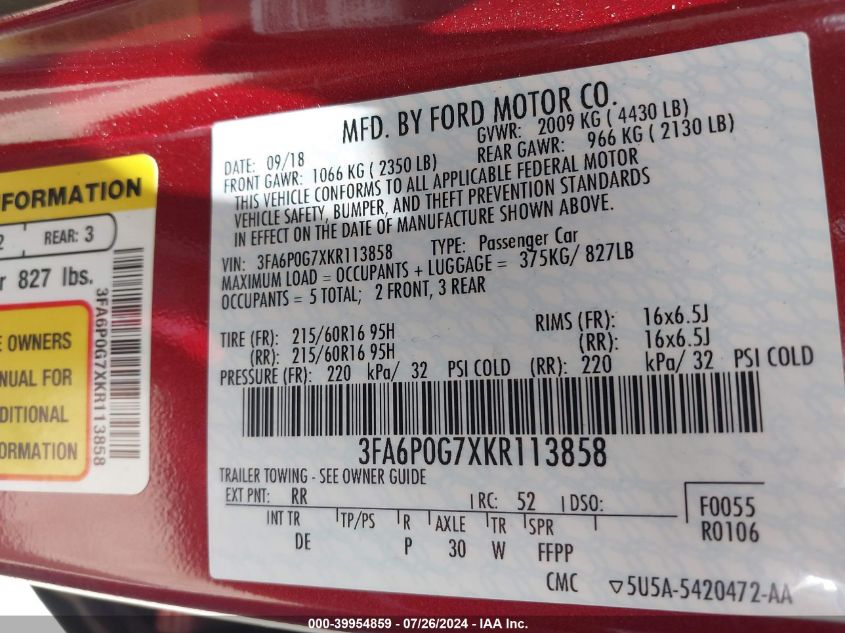 MFD. BY FORD MOTOR CO.
DATE: 09/18 GVWR: 2009 KG ( 4430 LB)
FRONT GAWR: 1066 KG ( 2350 LB) REAR GAWR: 966 KG ( 2130 LB)
THIS VEHICLE CONFORMS TO ALL APPLICABLE FEDERAL MOTOR
VEHICLE SAFETY, BUMPER, AND THEFT PREVENTION STANDARDS
IN EFFECT ON THE DATE OF MANUFACTURE SHOWN ABOVE.
VIN: 3FA6P0G7XKR113858 TYPE: Passenger Car
MAXIMUM LOAD = OCCUPANTS + LUGGAGE = 375KG/ 827LB
OCCUPANTS = 5 TOTAL; 2 FRONT, 3 REAR
TIRE (FR): 215/60R16 95H RIMS (FR): 16x6.5J
(RR): 215/60R16 95H (RR): 16x6.5J
PRESSURE (FR): 220 kPa/ 32 PSI COLD (RR): 220 kPa/ 32 PSI COLD
3FA6P0G7XKR113858
TRAILER TOWING - SEE OWNER GUIDE
EXT PNT: RR RC: 52 DSO: F0055
INT TR TP/PS R AXLE TR SPR R0106
DE P 30 W FFPP
CMC ▽5U5A-5420472-AA
FORMATION
2 REAR: 3
r 827 lbs.
E OWNERS
NUAL FOR
DITIONAL
ORMATION
3FA6P0G7XKR113858
000-39954859 - 07/26/2024 - IAA Inc.